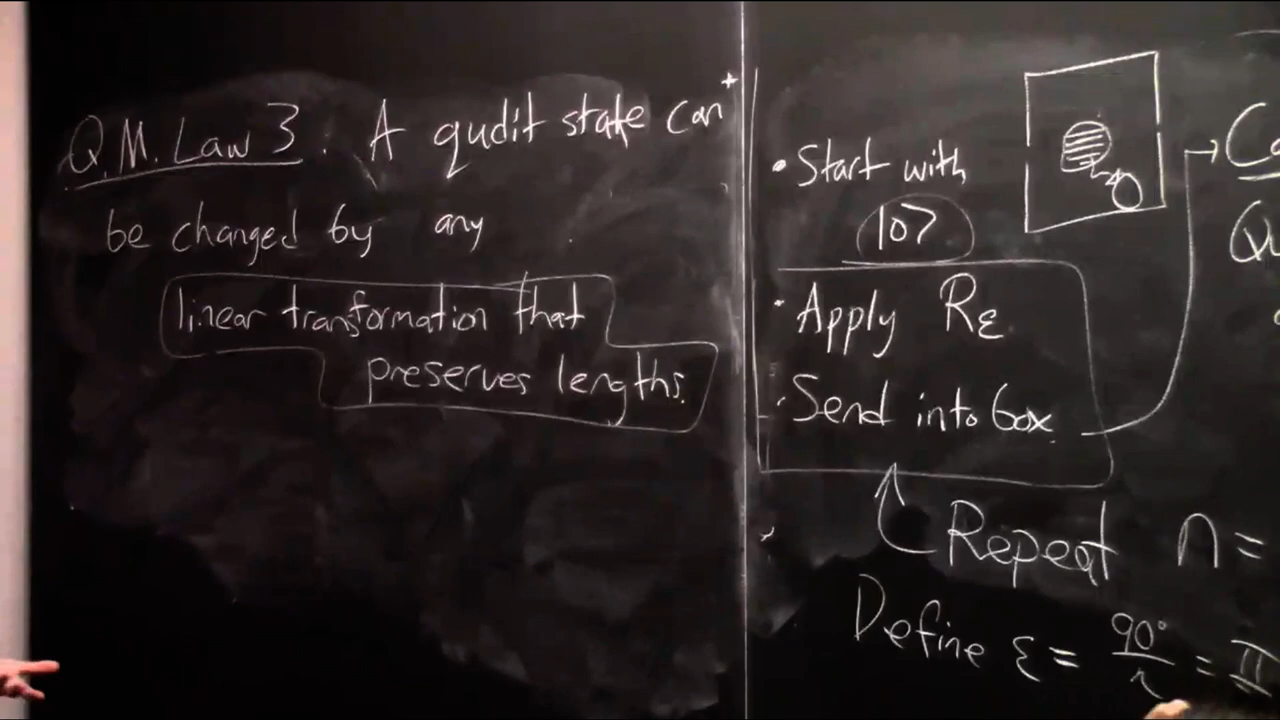 Q.M. Law 3: A qudit state can
be changed by any
linear transformation that
preserves lengths.
• Start with
|0⟩
• Apply Rε
• Send into box
Repeat n =
Define ε = 90°/n = π